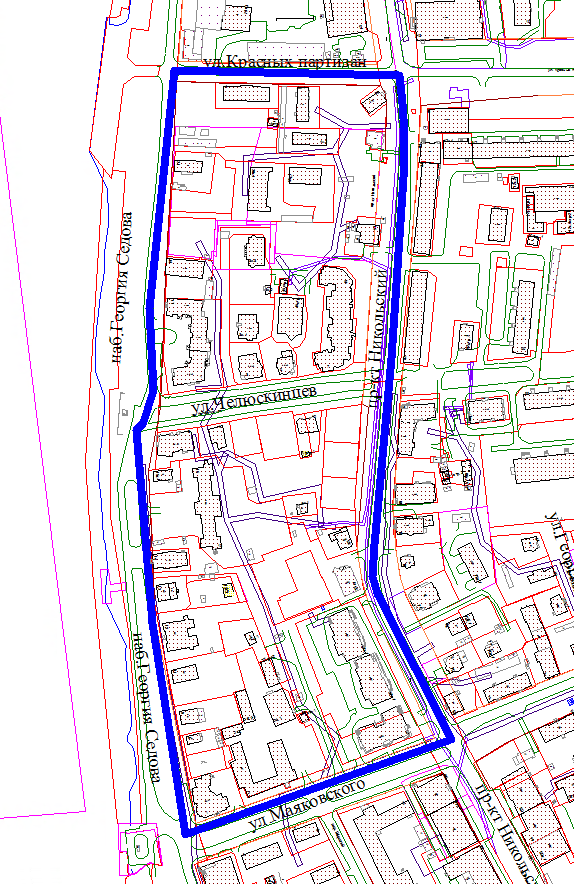 ул.Красных партизан
наб.Георгия Седова
пр-кт Никольский
ул.Челюскинцев
ул.Георги
наб.Георгия Седова
ул.Маяковского
пр-кт Никольс